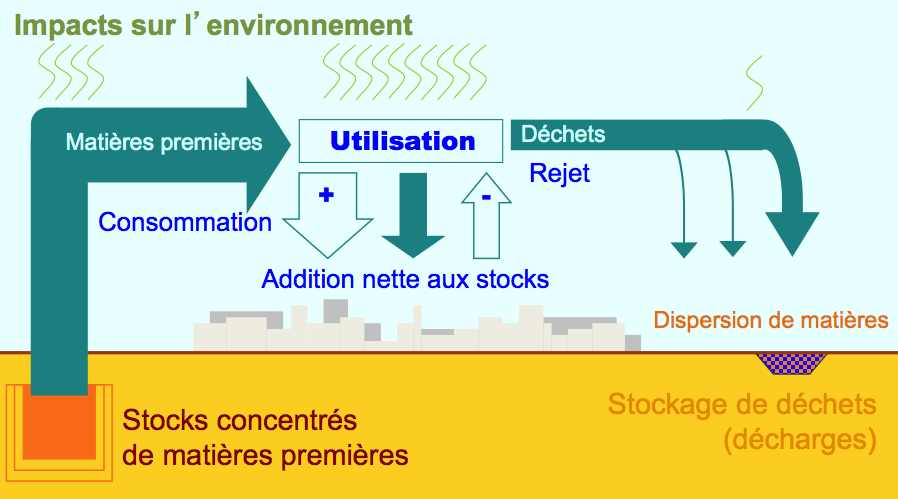 Impacts sur l’environnement
Matières premières
Utilisation
Déchets
Rejet
Consommation
+
-
Addition nette aux stocks
Dispersion de matières
Stocks concentrés
de matières premières
Stockage de déchets
(décharges)